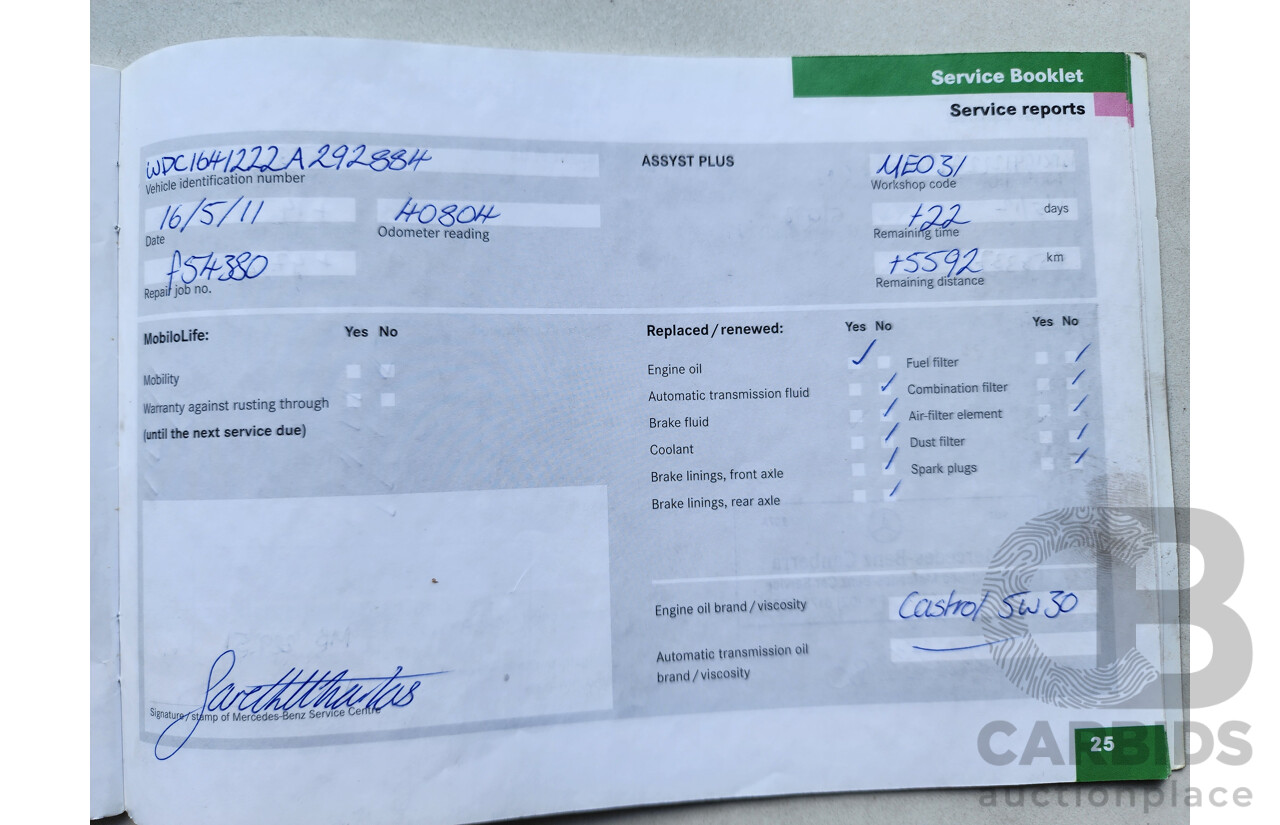 Service Booklet
Service reports
WDC1641222A292884
Vehicle identification number
16/5/11
Date
40804
Odometer reading
f54380
Repair job no.
ASSYST PLUS
ME031
Workshop code
+22 days
Remaining time
+5592 km
Remaining distance
MobiloLife: Yes No
Mobility
Warranty against rusting through
(until the next service due)
Signature / stamp of Mercedes-Benz Service Centre
Replaced / renewed: Yes No Yes No
Engine oil ✓
Automatic transmission fluid ✓
Brake fluid ✓
Coolant ✓
Brake linings, front axle ✓
Brake linings, rear axle ✓
Fuel filter ✓
Combination filter ✓
Air-filter element ✓
Dust filter ✓
Spark plugs ✓
Engine oil brand / viscosity
Castrol 5w30
Automatic transmission oil
brand / viscosity
25
CARBIDS
auctionplace